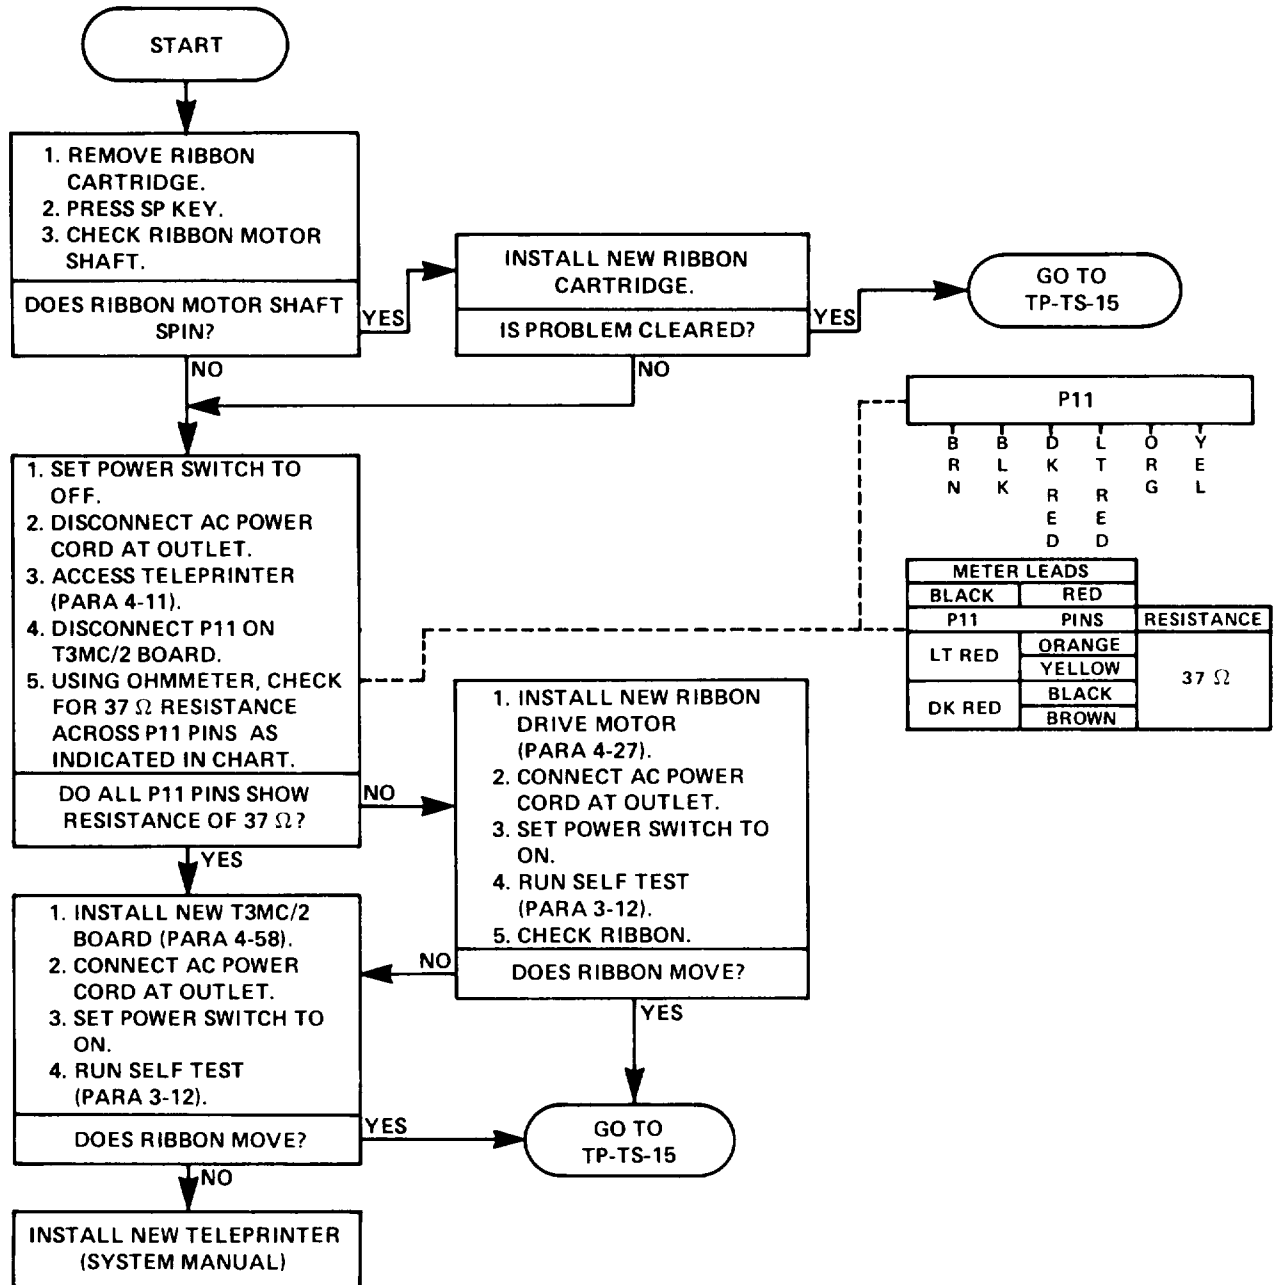 START
1. REMOVE RIBBON
CARTRIDGE.
2. PRESS SP KEY.
3. CHECK RIBBON MOTOR
SHAFT.
DOES RIBBON MOTOR SHAFT
SPIN?
YES
NO
INSTALL NEW RIBBON
CARTRIDGE.
IS PROBLEM CLEARED?
YES
NO
GO TO
TP-TS-15
P11
BRN
BLK
DK RED
LT RED
ORG
YEL
METER LEADS
BLACK RED
P11 PINS RESISTANCE
LT RED ORANGE
YELLOW
37 Ω
DK RED BLACK
BROWN
1. SET POWER SWITCH TO
OFF.
2. DISCONNECT AC POWER
CORD AT OUTLET.
3. ACCESS TELEPRINTER
(PARA 4-11).
4. DISCONNECT P11 ON
T3MC/2 BOARD.
5. USING OHMMETER, CHECK
FOR 37 Ω RESISTANCE
ACROSS P11 PINS AS
INDICATED IN CHART.
DO ALL P11 PINS SHOW
RESISTANCE OF 37 Ω?
NO
YES
1. INSTALL NEW RIBBON
DRIVE MOTOR
(PARA 4-27).
2. CONNECT AC POWER
CORD AT OUTLET.
3. SET POWER SWITCH TO
ON.
4. RUN SELF TEST
(PARA 3-12).
5. CHECK RIBBON.
DOES RIBBON MOVE?
NO
YES
1. INSTALL NEW T3MC/2
BOARD (PARA 4-58).
2. CONNECT AC POWER
CORD AT OUTLET.
3. SET POWER SWITCH TO
ON.
4. RUN SELF TEST
(PARA 3-12).
DOES RIBBON MOVE?
YES
NO
GO TO
TP-TS-15
INSTALL NEW TELEPRINTER
(SYSTEM MANUAL)